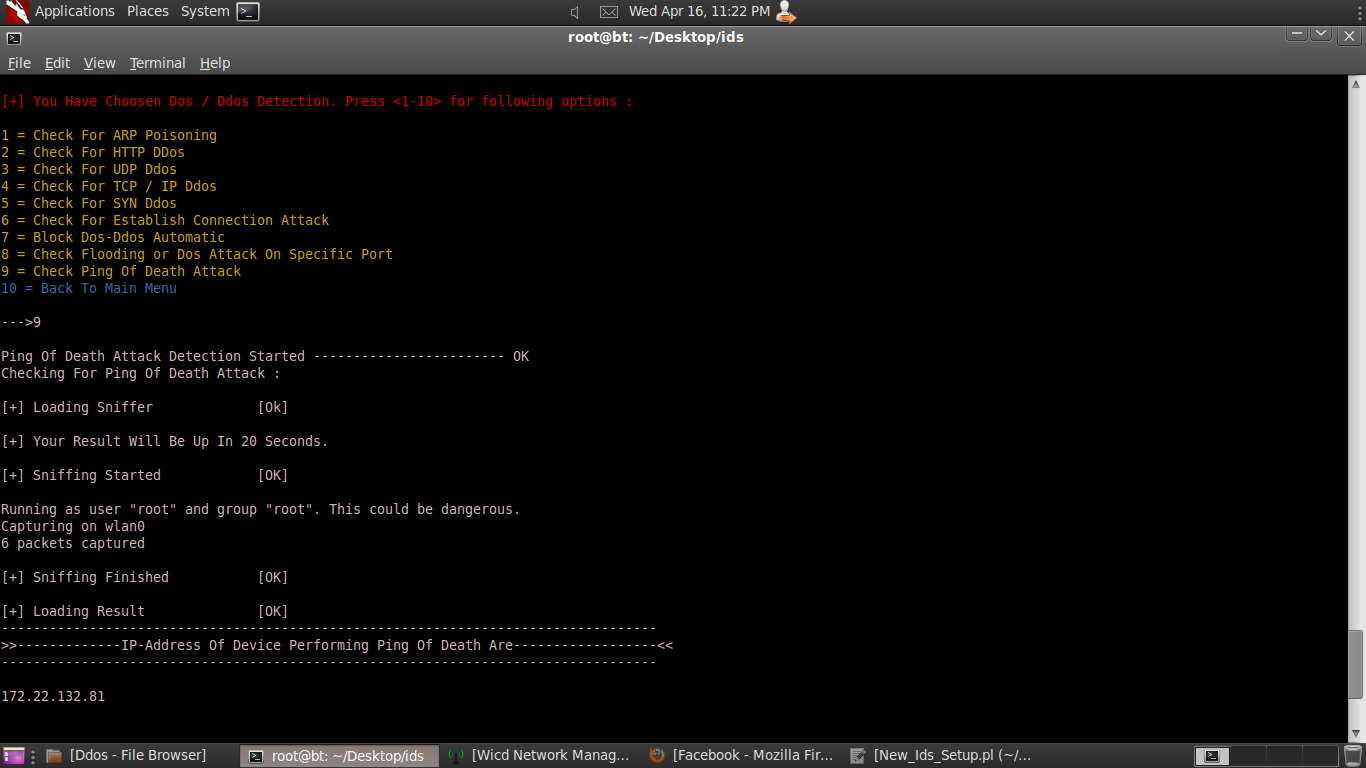 Applications Places System Wed Apr 16, 11:22 PM
root@bt: ~/Desktop/ids
File Edit View Terminal Help
[+] You Have Choosen Dos / Ddos Detection. Press <1-10> for following options :
1 = Check For ARP Poisoning
2 = Check For HTTP DDos
3 = Check For UDP Ddos
4 = Check For TCP / IP Ddos
5 = Check For SYN Ddos
6 = Check For Establish Connection Attack
7 = Block Dos-Ddos Automatic
8 = Check Flooding or Dos Attack On Specific Port
9 = Check Ping Of Death Attack
10 = Back To Main Menu
--->9
Ping Of Death Attack Detection Started ------------------------ OK
Checking For Ping Of Death Attack :
[+] Loading Sniffer [Ok]
[+] Your Result Will Be Up In 20 Seconds.
[+] Sniffing Started [OK]
Running as user "root" and group "root". This could be dangerous.
Capturing on wlan0
6 packets captured
[+] Sniffing Finished [OK]
[+] Loading Result [OK]
----------------------------------------------------------------------------------
>>-------------IP-Address Of Device Performing Ping Of Death Are------------------<<
----------------------------------------------------------------------------------
172.22.132.81
[Ddos - File Browser] root@bt: ~/Desktop/ids [Wicd Network Manag... [Facebook - Mozilla Fir... [New_Ids_Setup.pl (~/...